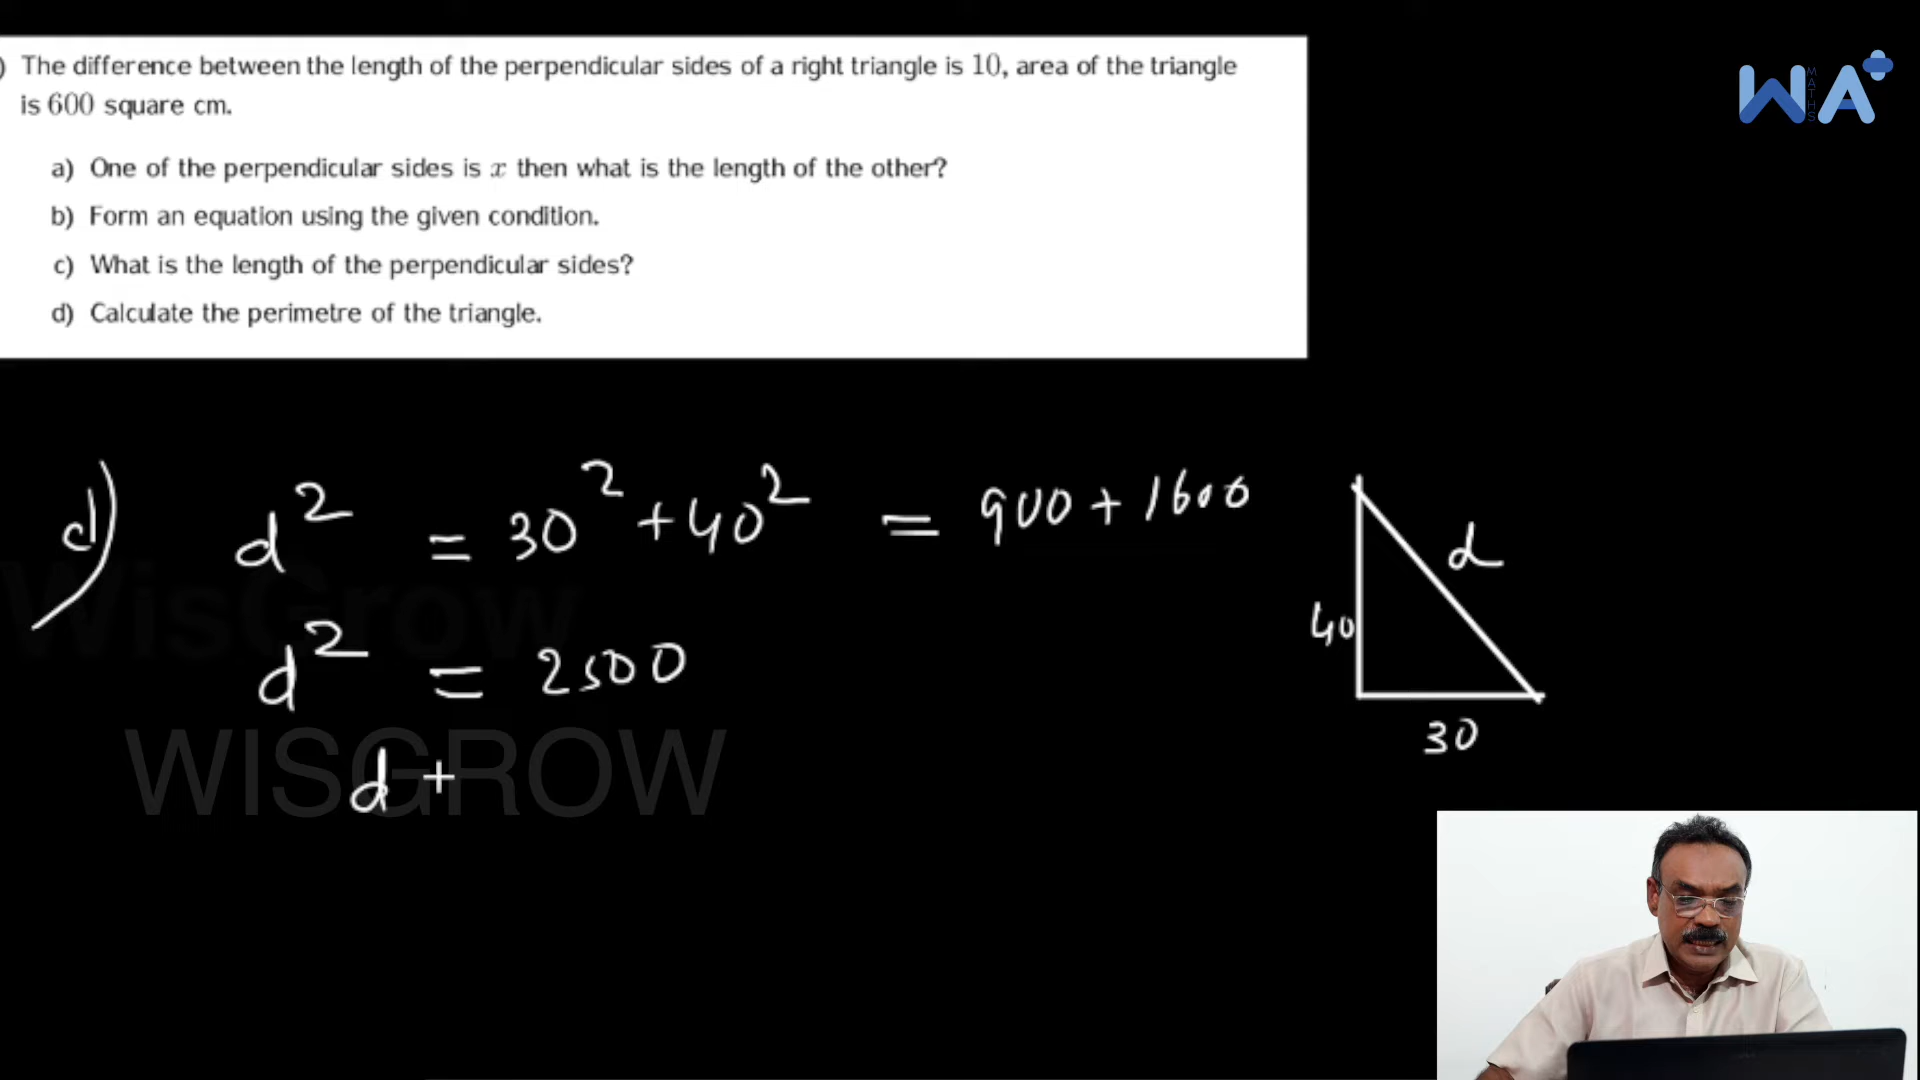 ) The difference between the length of the perpendicular sides of a right triangle is 10, area of the triangle
is 600 square cm.
a) One of the perpendicular sides is x then what is the length of the other?
b) Form an equation using the given condition.
c) What is the length of the perpendicular sides?
d) Calculate the perimetre of the triangle.
WA+
MATHS
d) d² = 30² + 40² = 900 + 1600
d
40
30
WisGrow
d² = 2500
WISGROW
d +